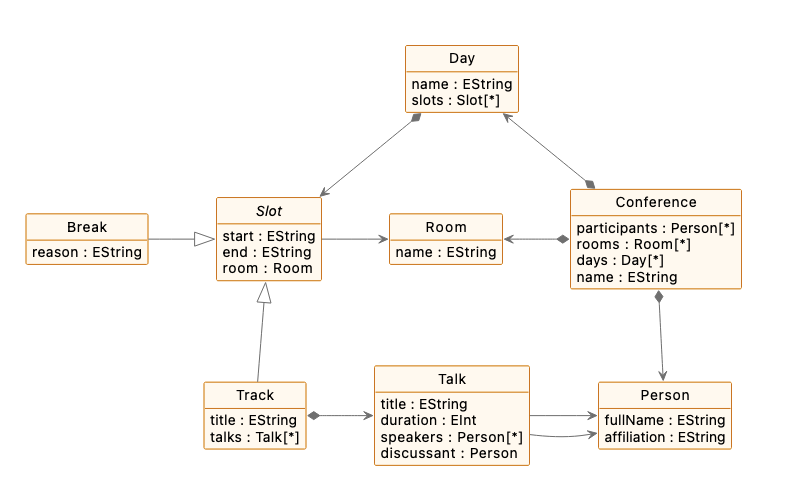 Day
name : EString
slots : Slot[*]
Conference
participants : Person[*]
rooms : Room[*]
days : Day[*]
name : EString
Slot
start : EString
end : EString
room : Room
Break
reason : EString
Room
name : EString
Track
title : EString
talks : Talk[*]
Talk
title : EString
duration : EInt
speakers : Person[*]
discussant : Person
Person
fullName : EString
affiliation : EString